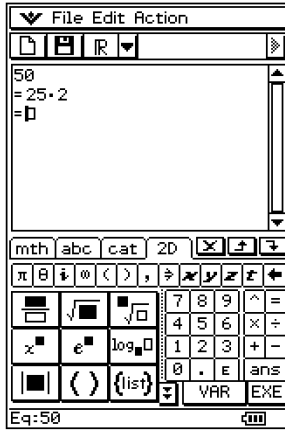 File Edit Action
R
50
=25·2
=
mth abc cat 2D
π θ i ∞ ( ) , ⇒ x y z t ←
7 8 9 ^ =
4 5 6 × ÷
x e log 1 2 3 + -
( ) {list} 0 . E ans
VAR EXE
Eq:50